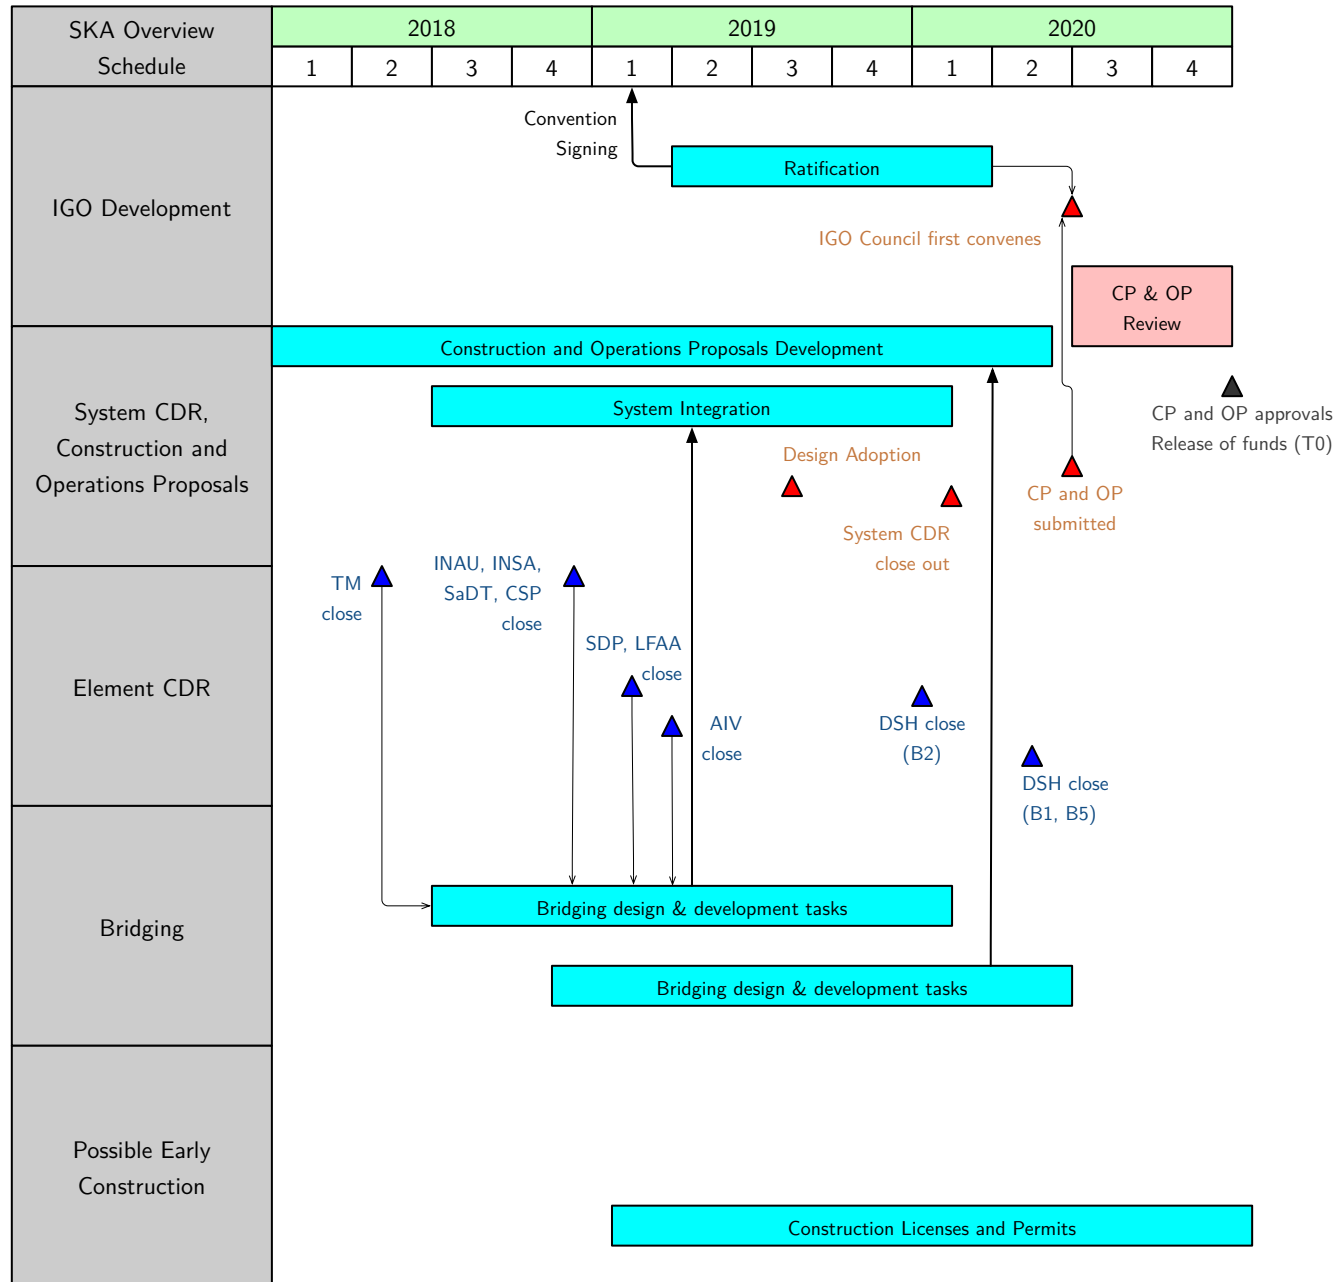 SKA Overview
Schedule
2018
2019
2020
1
2
3
4
1
2
3
4
1
2
3
4
IGO Development
Convention
Signing
Ratification
IGO Council first convenes
CP & OP
Review
System CDR,
Construction and
Operations Proposals
Construction and Operations Proposals Development
System Integration
CP and OP approvals
Release of funds (T0)
Design Adoption
CP and OP
submitted
System CDR
close out
Element CDR
TM
close
INAU, INSA,
SaDT, CSP
close
SDP, LFAA
close
AIV
close
DSH close
(B2)
DSH close
(B1, B5)
Bridging
Bridging design & development tasks
Bridging design & development tasks
Possible Early
Construction
Construction Licenses and Permits